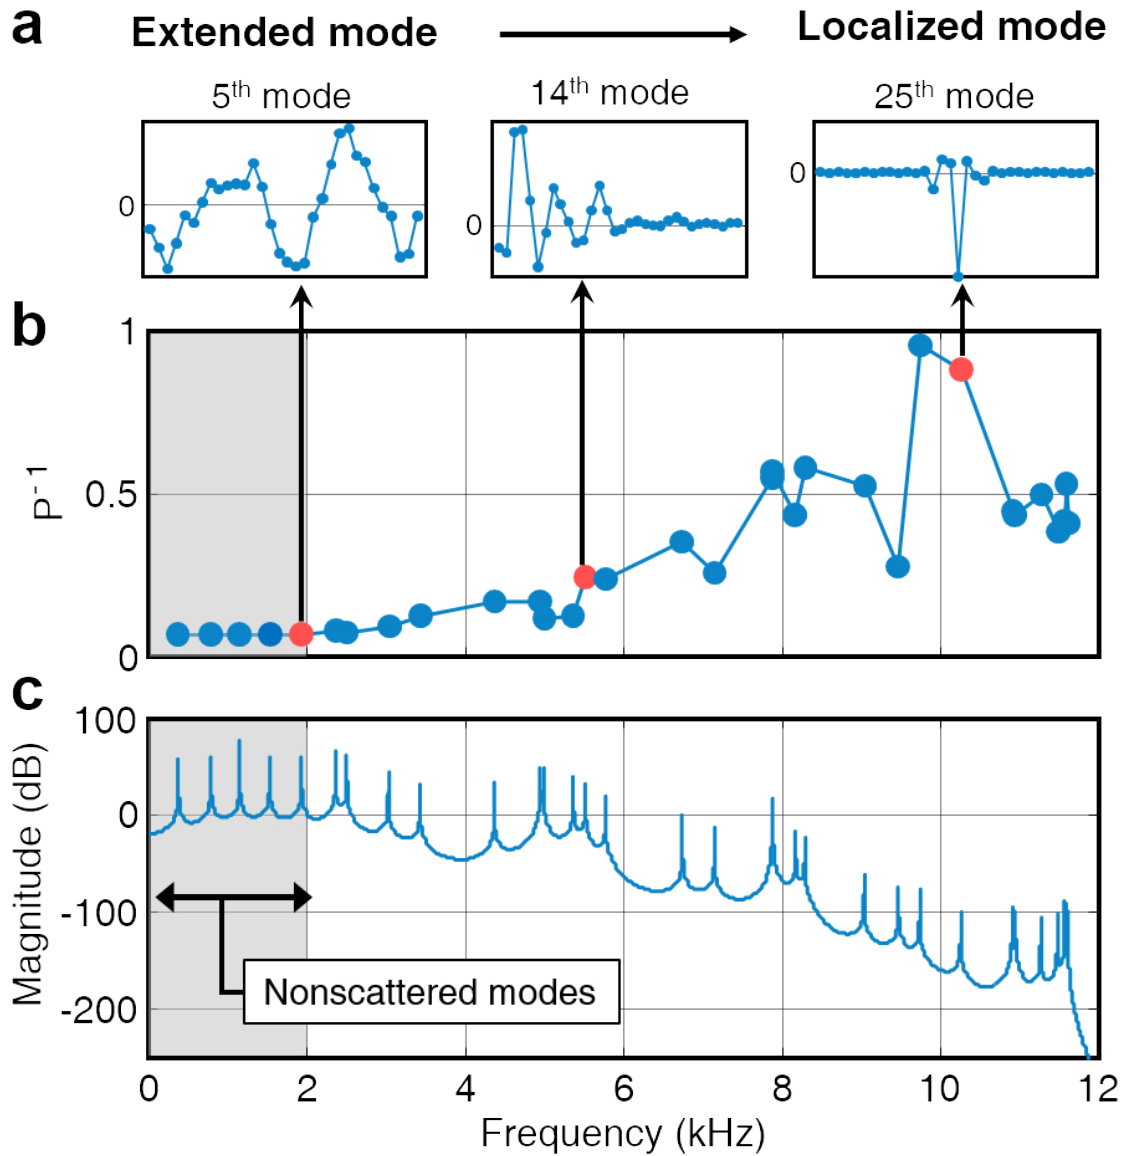 a
Extended mode
Localized mode
5th mode
14th mode
25th mode
0
0
0
b
1
0.5
0
P-1
c
100
0
-100
-200
Magnitude (dB)
Nonscattered modes
0 2 4 6 8 10 12
Frequency (kHz)